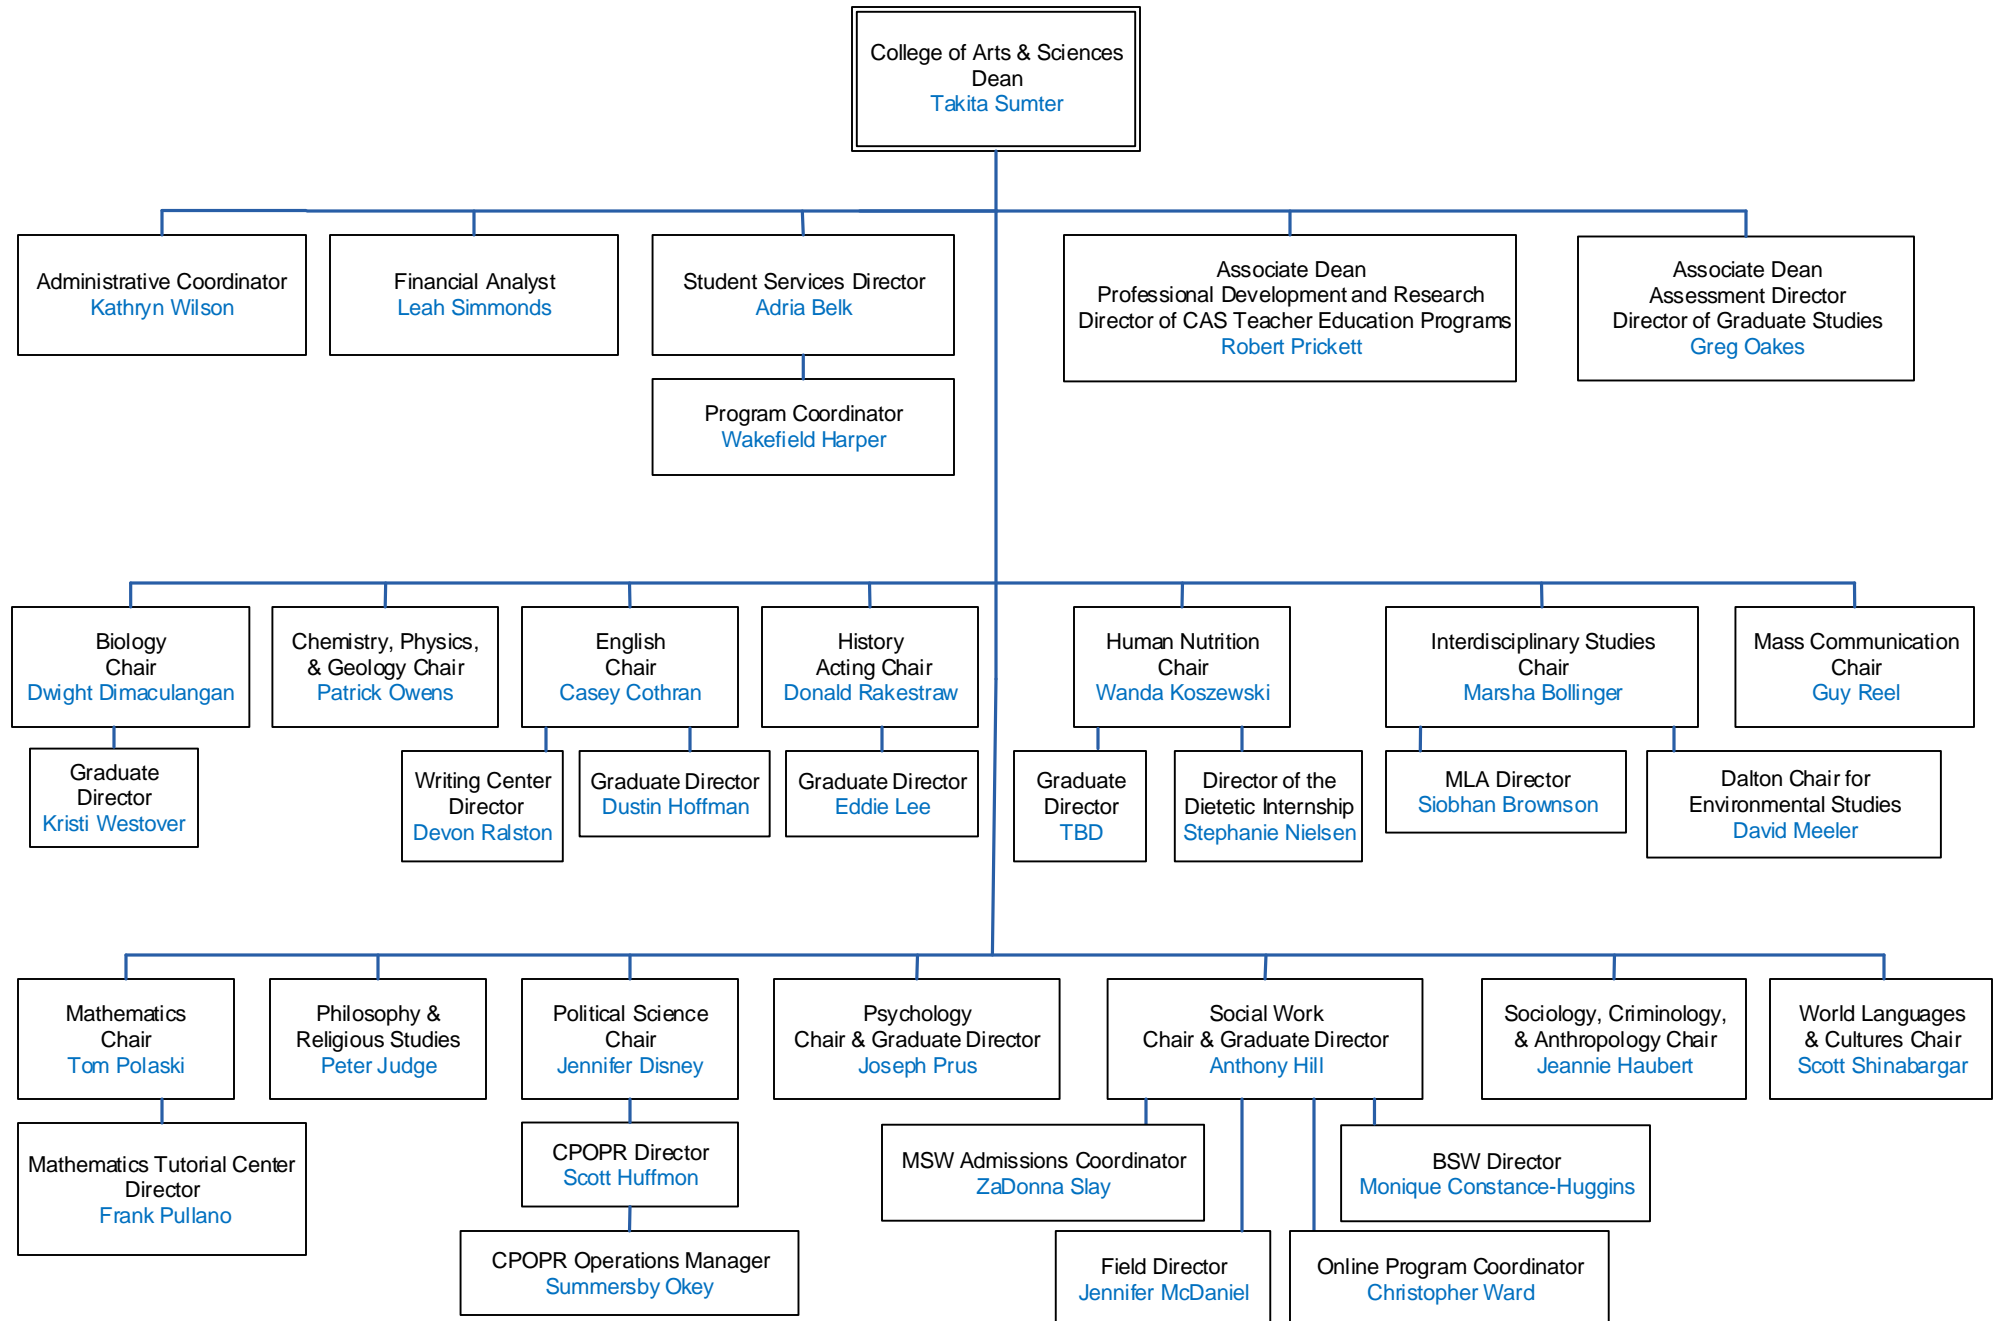 College of Arts & Sciences
Dean
Takita Sumter
Administrative Coordinator
Kathryn Wilson
Financial Analyst
Leah Simmonds
Student Services Director
Adria Belk
Associate Dean
Professional Development and Research
Director of CAS Teacher Education Programs
Robert Prickett
Associate Dean
Assessment Director
Director of Graduate Studies
Greg Oakes
Program Coordinator
Wakefield Harper
Biology
Chair
Dwight Dimaculangan
Chemistry, Physics,
& Geology Chair
Patrick Owens
English
Chair
Casey Cothran
History
Acting Chair
Donald Rakestraw
Human Nutrition
Chair
Wanda Koszewski
Interdisciplinary Studies
Chair
Marsha Bollinger
Mass Communication
Chair
Guy Reel
Graduate
Director
Kristi Westover
Writing Center
Director
Devon Ralston
Graduate Director
Dustin Hoffman
Graduate Director
Eddie Lee
Graduate
Director
TBD
Director of the
Dietetic Internship
Stephanie Nielsen
MLA Director
Siobhan Brownson
Dalton Chair for
Environmental Studies
David Meeler
Mathematics
Chair
Tom Polaski
Philosophy &
Religious Studies
Peter Judge
Political Science
Chair
Jennifer Disney
Psychology
Chair & Graduate Director
Joseph Prus
Social Work
Chair & Graduate Director
Anthony Hill
Sociology, Criminology,
& Anthropology Chair
Jeannie Haubert
World Languages
& Cultures Chair
Scott Shinabargar
Mathematics Tutorial Center
Director
Frank Pullano
CPOPR Director
Scott Huffmon
MSW Admissions Coordinator
ZaDonna Slay
BSW Director
Monique Constance-Huggins
CPOPR Operations Manager
Summersby Okey
Field Director
Jennifer McDaniel
Online Program Coordinator
Christopher Ward